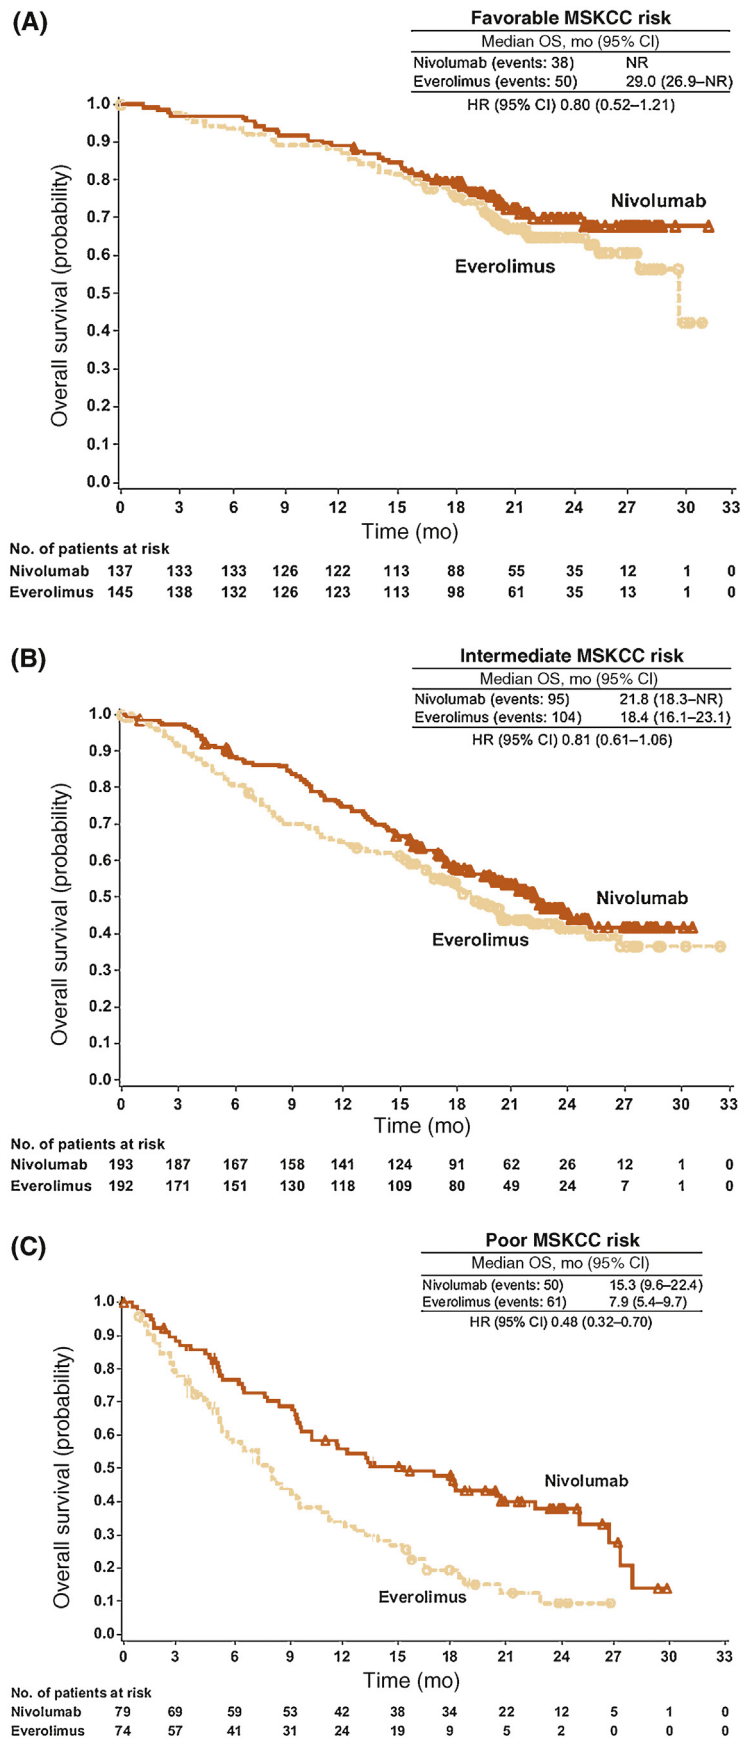 (A)
Favorable MSKCC risk
Median OS, mo (95% CI)
Nivolumab (events: 38) NR
Everolimus (events: 50) 29.0 (26.9–NR)
HR (95% CI) 0.80 (0.52–1.21)
1.0
0.9
0.8
0.7
0.6
0.5
0.4
0.3
0.2
0.1
0.0
Overall survival (probability)
Nivolumab
Everolimus
0 3 6 9 12 15 18 21 24 27 30 33
Time (mo)
No. of patients at risk
Nivolumab 137 133 133 126 122 113 88 55 35 12 1 0
Everolimus 145 138 132 126 123 113 98 61 35 13 1 0
(B)
Intermediate MSKCC risk
Median OS, mo (95% CI)
Nivolumab (events: 95) 21.8 (18.3–NR)
Everolimus (events: 104) 18.4 (16.1–23.1)
HR (95% CI) 0.81 (0.61–1.06)
1.0
0.9
0.8
0.7
0.6
0.5
0.4
0.3
0.2
0.1
0.0
Overall survival (probability)
Nivolumab
Everolimus
0 3 6 9 12 15 18 21 24 27 30 33
Time (mo)
No. of patients at risk
Nivolumab 193 187 167 158 141 124 91 62 26 12 1 0
Everolimus 192 171 151 130 118 109 80 49 24 7 1 0
(C)
Poor MSKCC risk
Median OS, mo (95% CI)
Nivolumab (events: 50) 15.3 (9.6–22.4)
Everolimus (events: 61) 7.9 (5.4–9.7)
HR (95% CI) 0.48 (0.32–0.70)
1.0
0.9
0.8
0.7
0.6
0.5
0.4
0.3
0.2
0.1
0.0
Overall survival (probability)
Nivolumab
Everolimus
0 3 6 9 12 15 18 21 24 27 30 33
Time (mo)
No. of patients at risk
Nivolumab 79 69 59 53 42 38 34 22 12 5 1 0
Everolimus 74 57 41 31 24 19 9 5 2 0 0 0